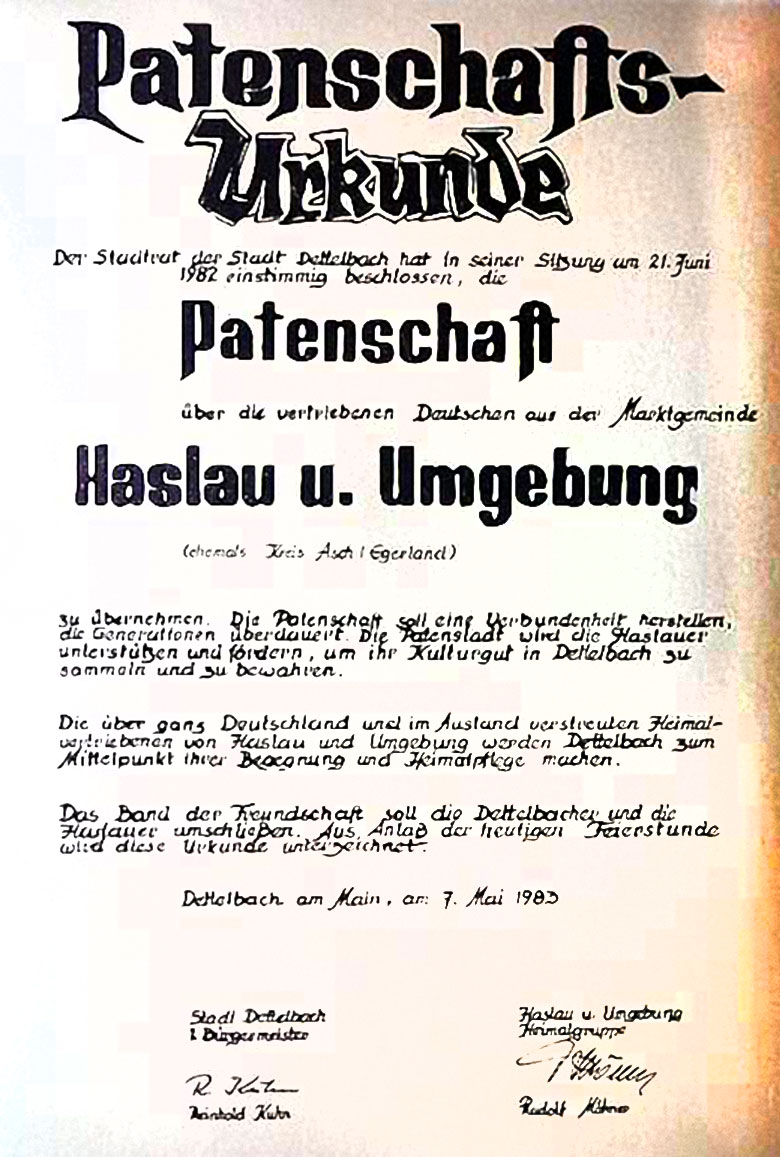 Patenschafts-
Urkunde
Der Stadtrat der Stadt Dettelbach hat in seiner Sitzung am 21. Juni
1982 einstimmig beschlossen, die
Patenschaft
über die vertriebenen Deutschen aus der Marktgemeinde
Haslau u. Umgebung
(ehemals Kreis Asch / Egerland)
zu übernehmen. Die Patenschaft soll eine Verbundenheit herstellen,
die Generationen überdauert. Die Patenstadt wird die Haslauer
unterstützen und fördern, um ihr Kulturgut in Dettelbach zu
sammeln und zu bewahren.
Die über ganz Deutschland und im Ausland verstreuten Heimat-
vertriebenen von Haslau und Umgebung werden Dettelbach zum
Mittelpunkt ihrer Begegnung und Heimatpflege machen.
Das Band der Freundschaft soll die Dettelbacher und die
Haslauer umschließen. Aus Anlaß der heutigen Feierstunde
wird diese Urkunde unterzeichnet.
Dettelbach am Main, am 7. Mai 1983
Stadt Dettelbach
1. Bürgermeister
R. Kuhn
Reinhold Kuhn
Haslau u. Umgebung
Heimatgruppe
Rudolf